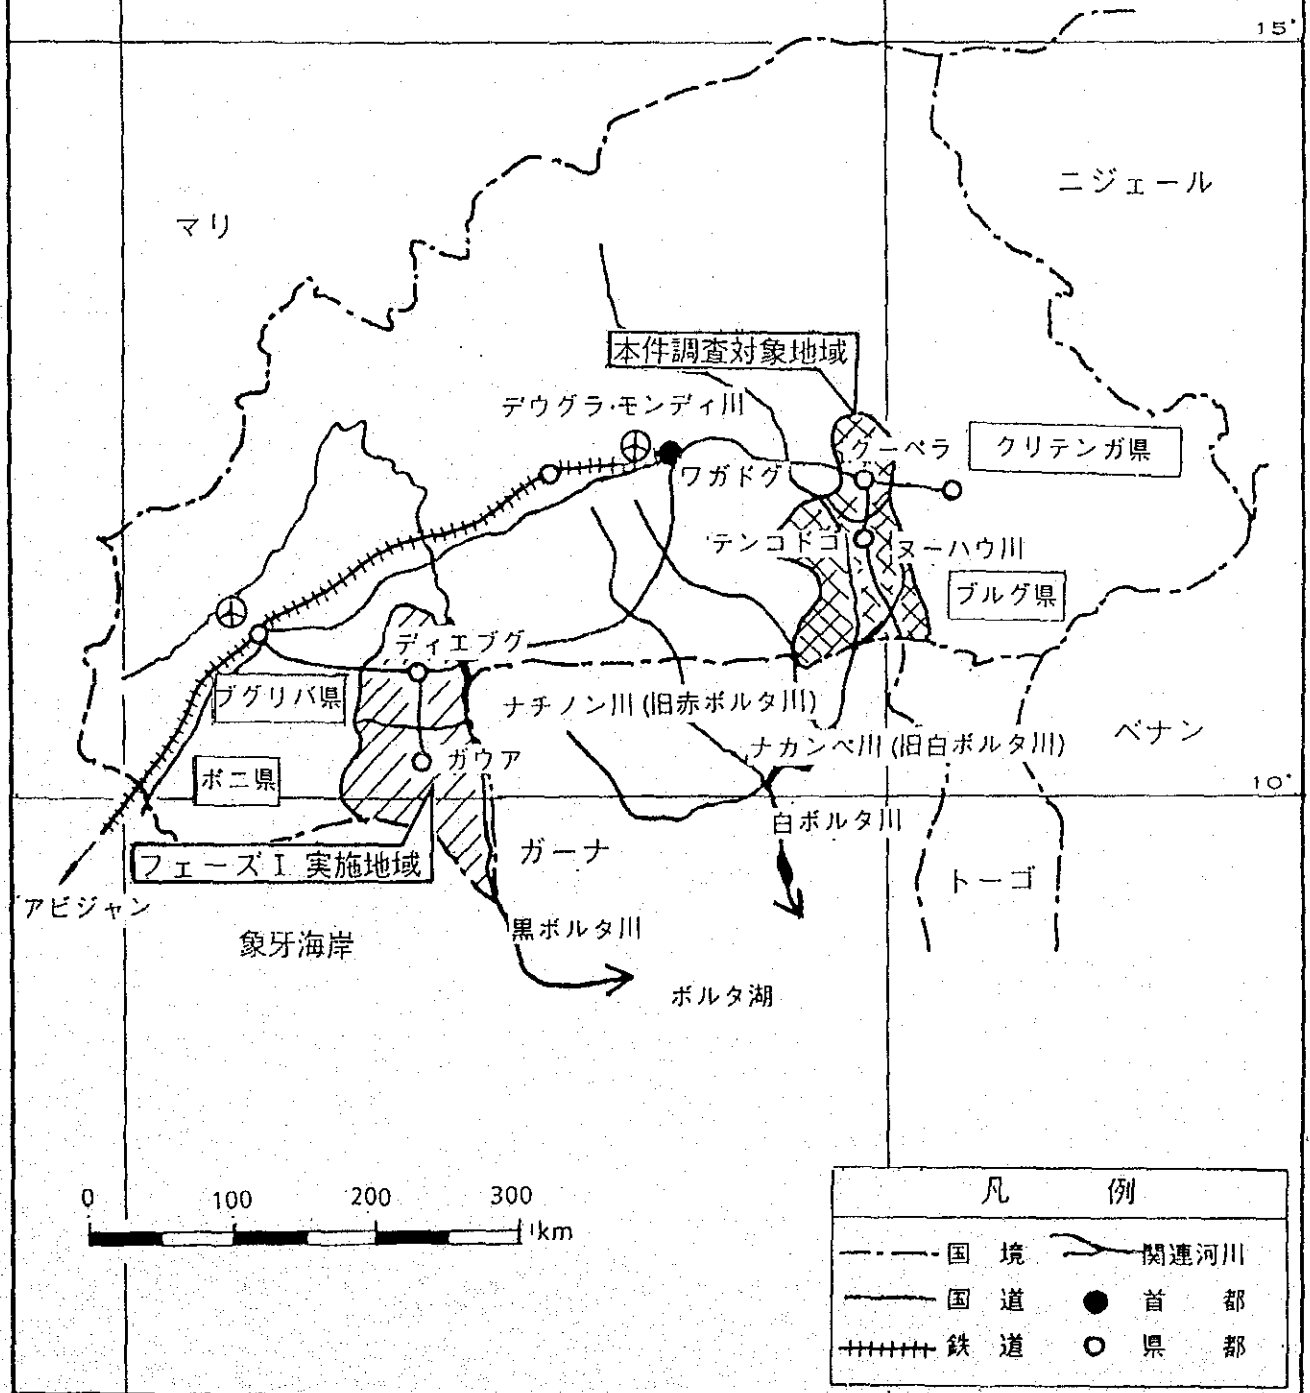 15°
ニジェール
マリ
本件調査対象地域
デウグラ・モンディ川
グーペラ
クリテンガ県
ワガドグ
テンコドゴ
ヌーハウ川
ブルグ県
ディエブグ
ブグリバ県
ナチノン川(旧赤ボルタ川)
ベナン
ナカンベ川(旧白ボルタ川)
ガウア
ポニ県
10°
白ボルタ川
ガーナ
フェーズI 実施地域
トーゴ
アビジャン
黒ボルタ川
象牙海岸
ボルタ湖
0 100 200 300
km
凡 例
国 境 関連河川
国 道 首 都
鉄 道 県 都